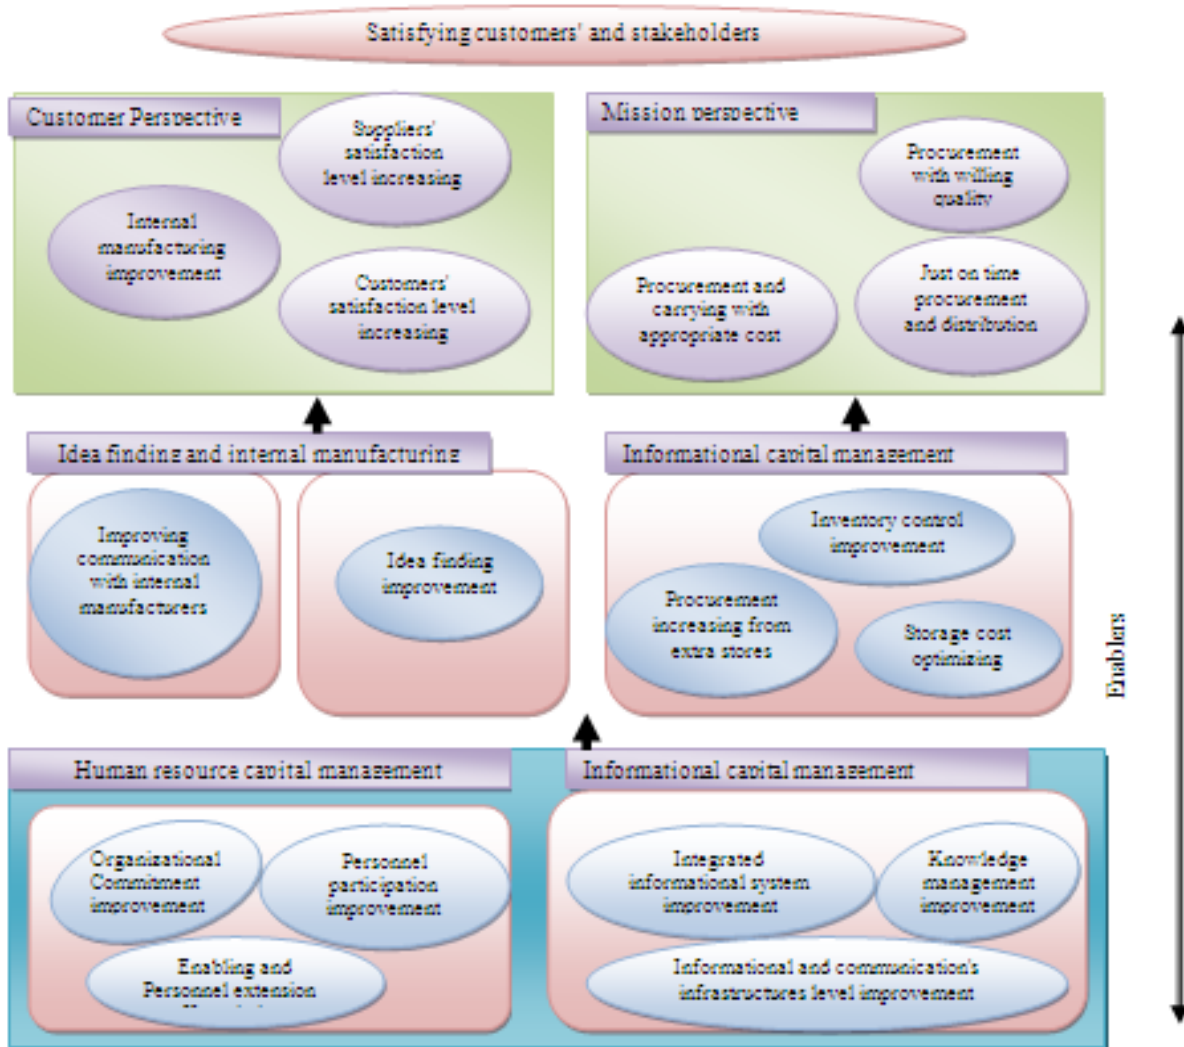 Satisfying customers' and stakeholders
Customer Perspective
Suppliers'
satisfaction
level increasing
Internal
manufacturing
improvement
Customers'
satisfaction level
increasing
Mission perspective
Procurement
with willing
quality
Procurement and
carrying with
appropriate cost
Just on time
procurement
and distribution
Idea finding and internal manufacturing
Improving
communication
with internal
manufacturers
Idea finding
improvement
Informational capital management
Inventory control
improvement
Procurement
increasing from
extra stores
Storage cost
optimizing
Enablers
Human resource capital management
Organizational
Commitment
improvement
Personnel
participation
improvement
Enabling and
Personnel extension
Informational capital management
Integrated
informational system
improvement
Knowledge
management
improvement
Informational and communication's
infrastructures level improvement